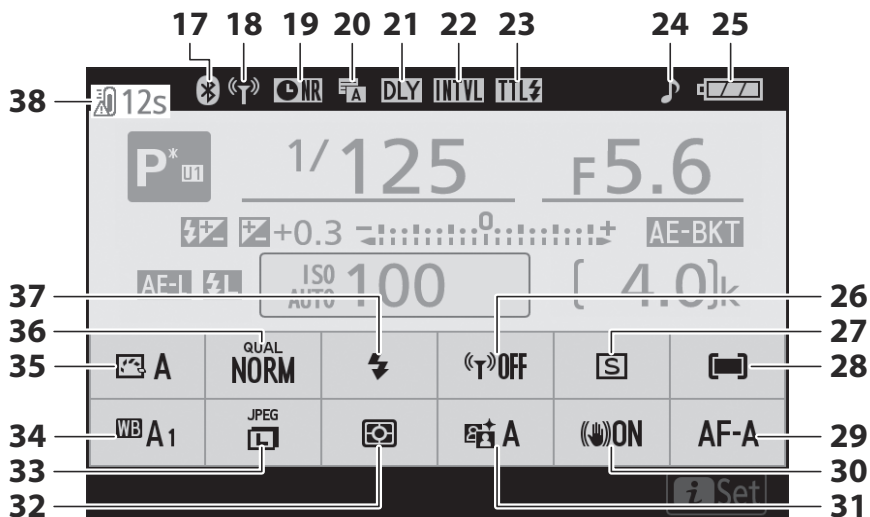 17 18 19 20 21 22 23 24 25
38 12s NR A DLY INTVL TTL
P* U1 1/125 F5.6
+0.3 - 0 + AE-BKT
AE-L L ISO AUTO 100 [4.0]k
37 26
36 27
35 28
A QUAL NORM OFF S
34 29
WB A1 JPEG L A ON AF-A
33 30
32 31
i Set